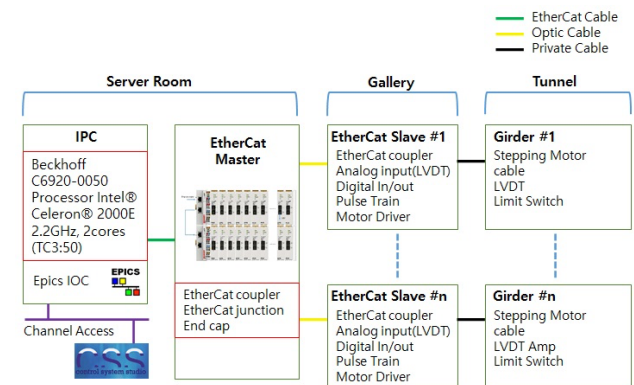 EtherCat Cable
Optic Cable
Private Cable
Server Room
Gallery
Tunnel
IPC
Beckhoff
C6920-0050
Processor Intel®
Celeron® 2000E
2.2GHz, 2cores
(TC3:50)
Epics IOC
EPICS
Channel Access
CSS
control system studio
EtherCat
Master
EtherCat coupler
EtherCat junction
End cap
EtherCat Slave #1
EtherCat coupler
Analog input(LVDT)
Digital In/out
Pulse Train
Motor Driver
Girder #1
Stepping Motor
cable
LVDT
Limit Switch
EtherCat Slave #n
EtherCat coupler
Analog input(LVDT)
Digital In/out
Pulse Train
Motor Driver
Girder #n
Stepping Motor
cable
LVDT Amp
Limit Switch